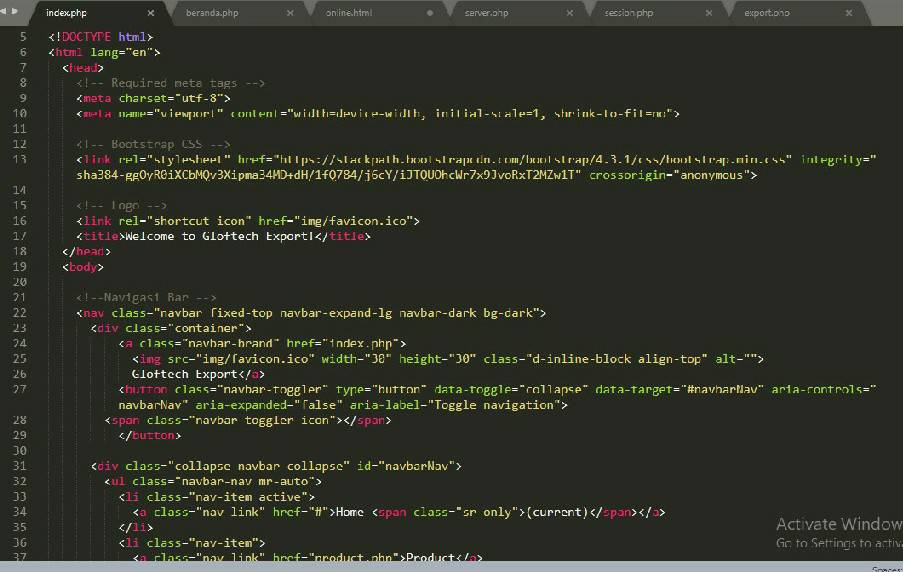 index.php × beranda.php × online.html • server.php × session.php × export.php ×
5 <!DOCTYPE html>
6 <html lang="en">
7 <head>
8 <!-- Required meta tags -->
9 <meta charset="utf-8">
10 <meta name="viewport" content="width=device-width, initial-scale=1, shrink-to-fit=no">
11
12 <!-- Bootstrap CSS -->
13 <link rel="stylesheet" href="https://stackpath.bootstrapcdn.com/bootstrap/4.3.1/css/bootstrap.min.css" integrity="
sha384-ggOyR0iXCbMQv3Xipma34MD+dH/1fQ784/j6cY/iJTQUOhcWr7x9JvoRxT2MZw1T" crossorigin="anonymous">
14
15 <!-- Logo -->
16 <link rel="shortcut icon" href="img/favicon.ico">
17 <title>Welcome to Gloftech Export!</title>
18 </head>
19 <body>
20
21 <!--Navigasi Bar -->
22 <nav class="navbar fixed-top navbar-expand-lg navbar-dark bg-dark">
23 <div class="container">
24 <a class="navbar-brand" href="index.php">
25 <img src="img/favicon.ico" width="30" height="30" class="d-inline-block align-top" alt="">
26 Gloftech Export</a>
27 <button class="navbar-toggler" type="button" data-toggle="collapse" data-target="#navbarNav" aria-controls="
navbarNav" aria-expanded="false" aria-label="Toggle navigation">
28 <span class="navbar-toggler-icon"></span>
29 </button>
30
31 <div class="collapse navbar-collapse" id="navbarNav">
32 <ul class="navbar-nav mr-auto">
33 <li class="nav-item active">
34 <a class="nav-link" href="#">Home <span class="sr-only">(current)</span></a>
35 </li>
36 <li class="nav-item">
37 <a class="nav-link" href="product.php">Product</a>
Activate Window
Go to Settings to activa
Spaces: